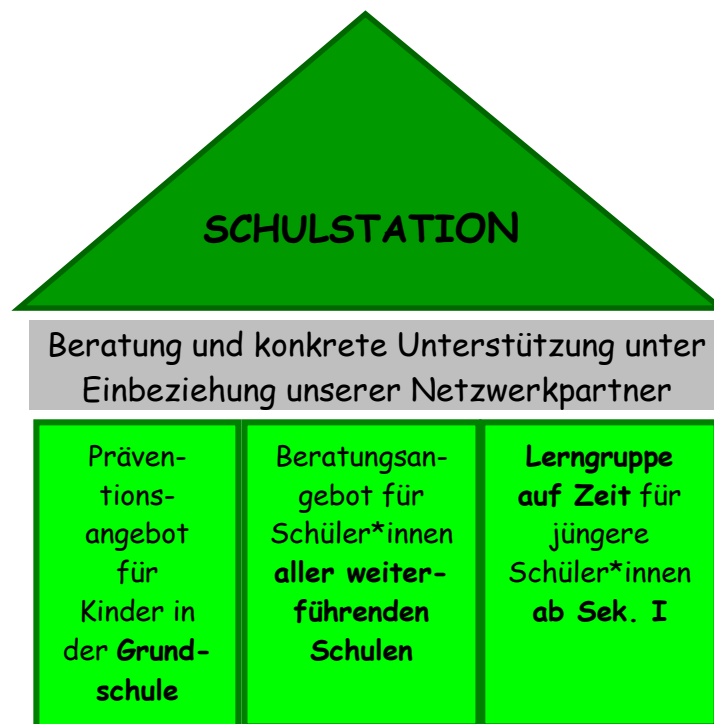 SCHULSTATION
Beratung und konkrete Unterstützung unter
Einbeziehung unserer Netzwerkpartner
Präven-
tions-
angebot
für
Kinder in
der Grund-
schule
Beratungsan-
gebot für
Schüler*innen
aller weiter-
führenden
Schulen
Lerngruppe
auf Zeit für
jüngere
Schüler*innen
ab Sek. I